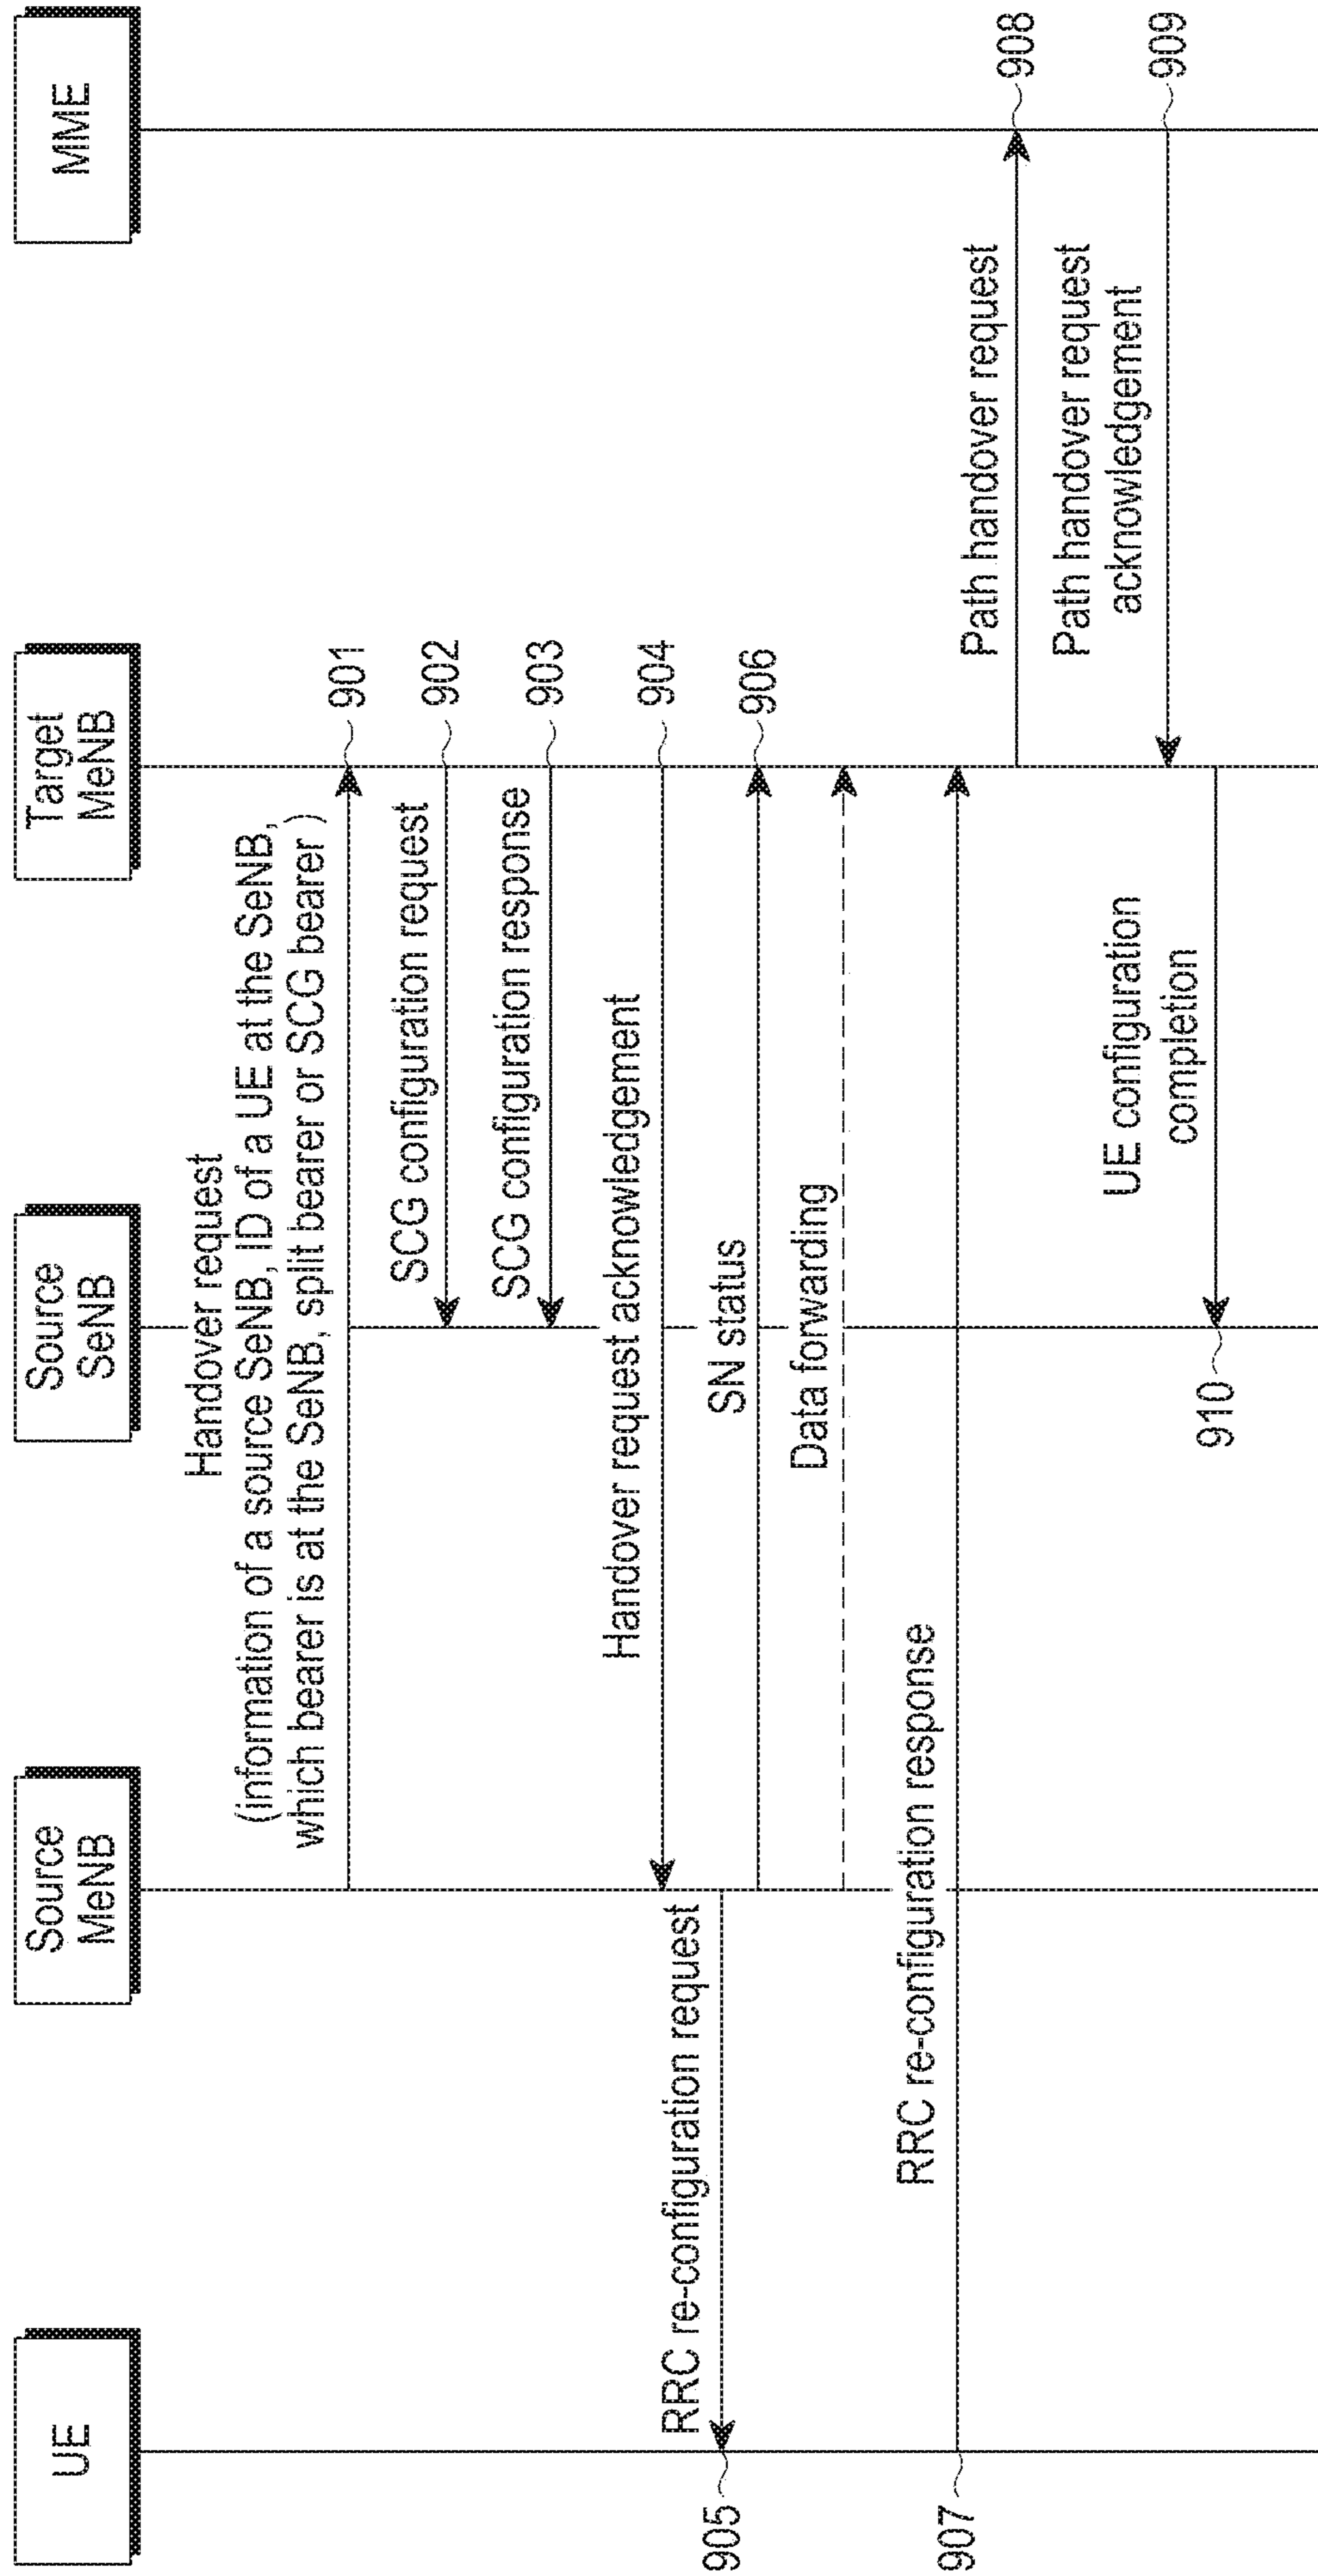 UE
Source
MeNB
Source
SeNB
Target
MeNB
MME
Handover request
(information of a source SeNB, ID of a UE at the SeNB,
which bearer is at the SeNB, split bearer or SCG bearer )
901
SCG configuration request
902
SCG configuration response
903
Handover request acknowledgement
904
RRC re-configuration request
905
SN status
906
Data forwarding
RRC re-configuration response
907
Path handover request
908
Path handover request
acknowledgement
909
UE configuration
completion
910